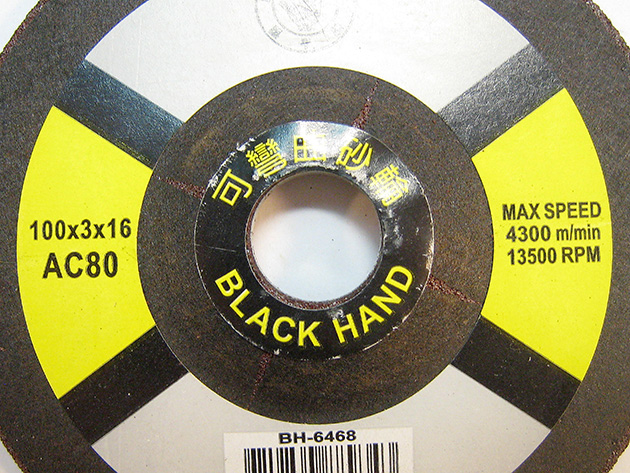 可彎曲砂輪
100x3x16
AC80
MAX SPEED
4300 m/min
13500 RPM
BLACK HAND
BH-6468